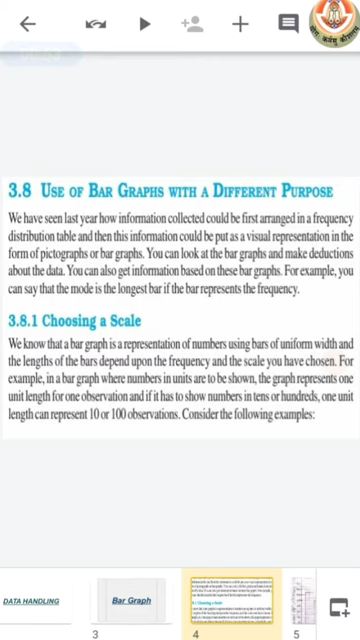 3.8 USE OF BAR GRAPHS WITH A DIFFERENT PURPOSE
We have seen last year how information collected could be first arranged in a frequency
distribution table and then this information could be put as a visual representation in the
form of pictographs or bar graphs. You can look at the bar graphs and make deductions
about the data. You can also get information based on these bar graphs. For example, you
can say that the mode is the longest bar if the bar represents the frequency.
3.8.1 Choosing a Scale
We know that a bar graph is a representation of numbers using bars of uniform width and
the lengths of the bars depend upon the frequency and the scale you have chosen. For
example, in a bar graph where numbers in units are to be shown, the graph represents one
unit length for one observation and if it has to show numbers in tens or hundreds, one unit
length can represent 10 or 100 observations. Consider the following examples:
DATA HANDLING
Bar Graph
3
4
5